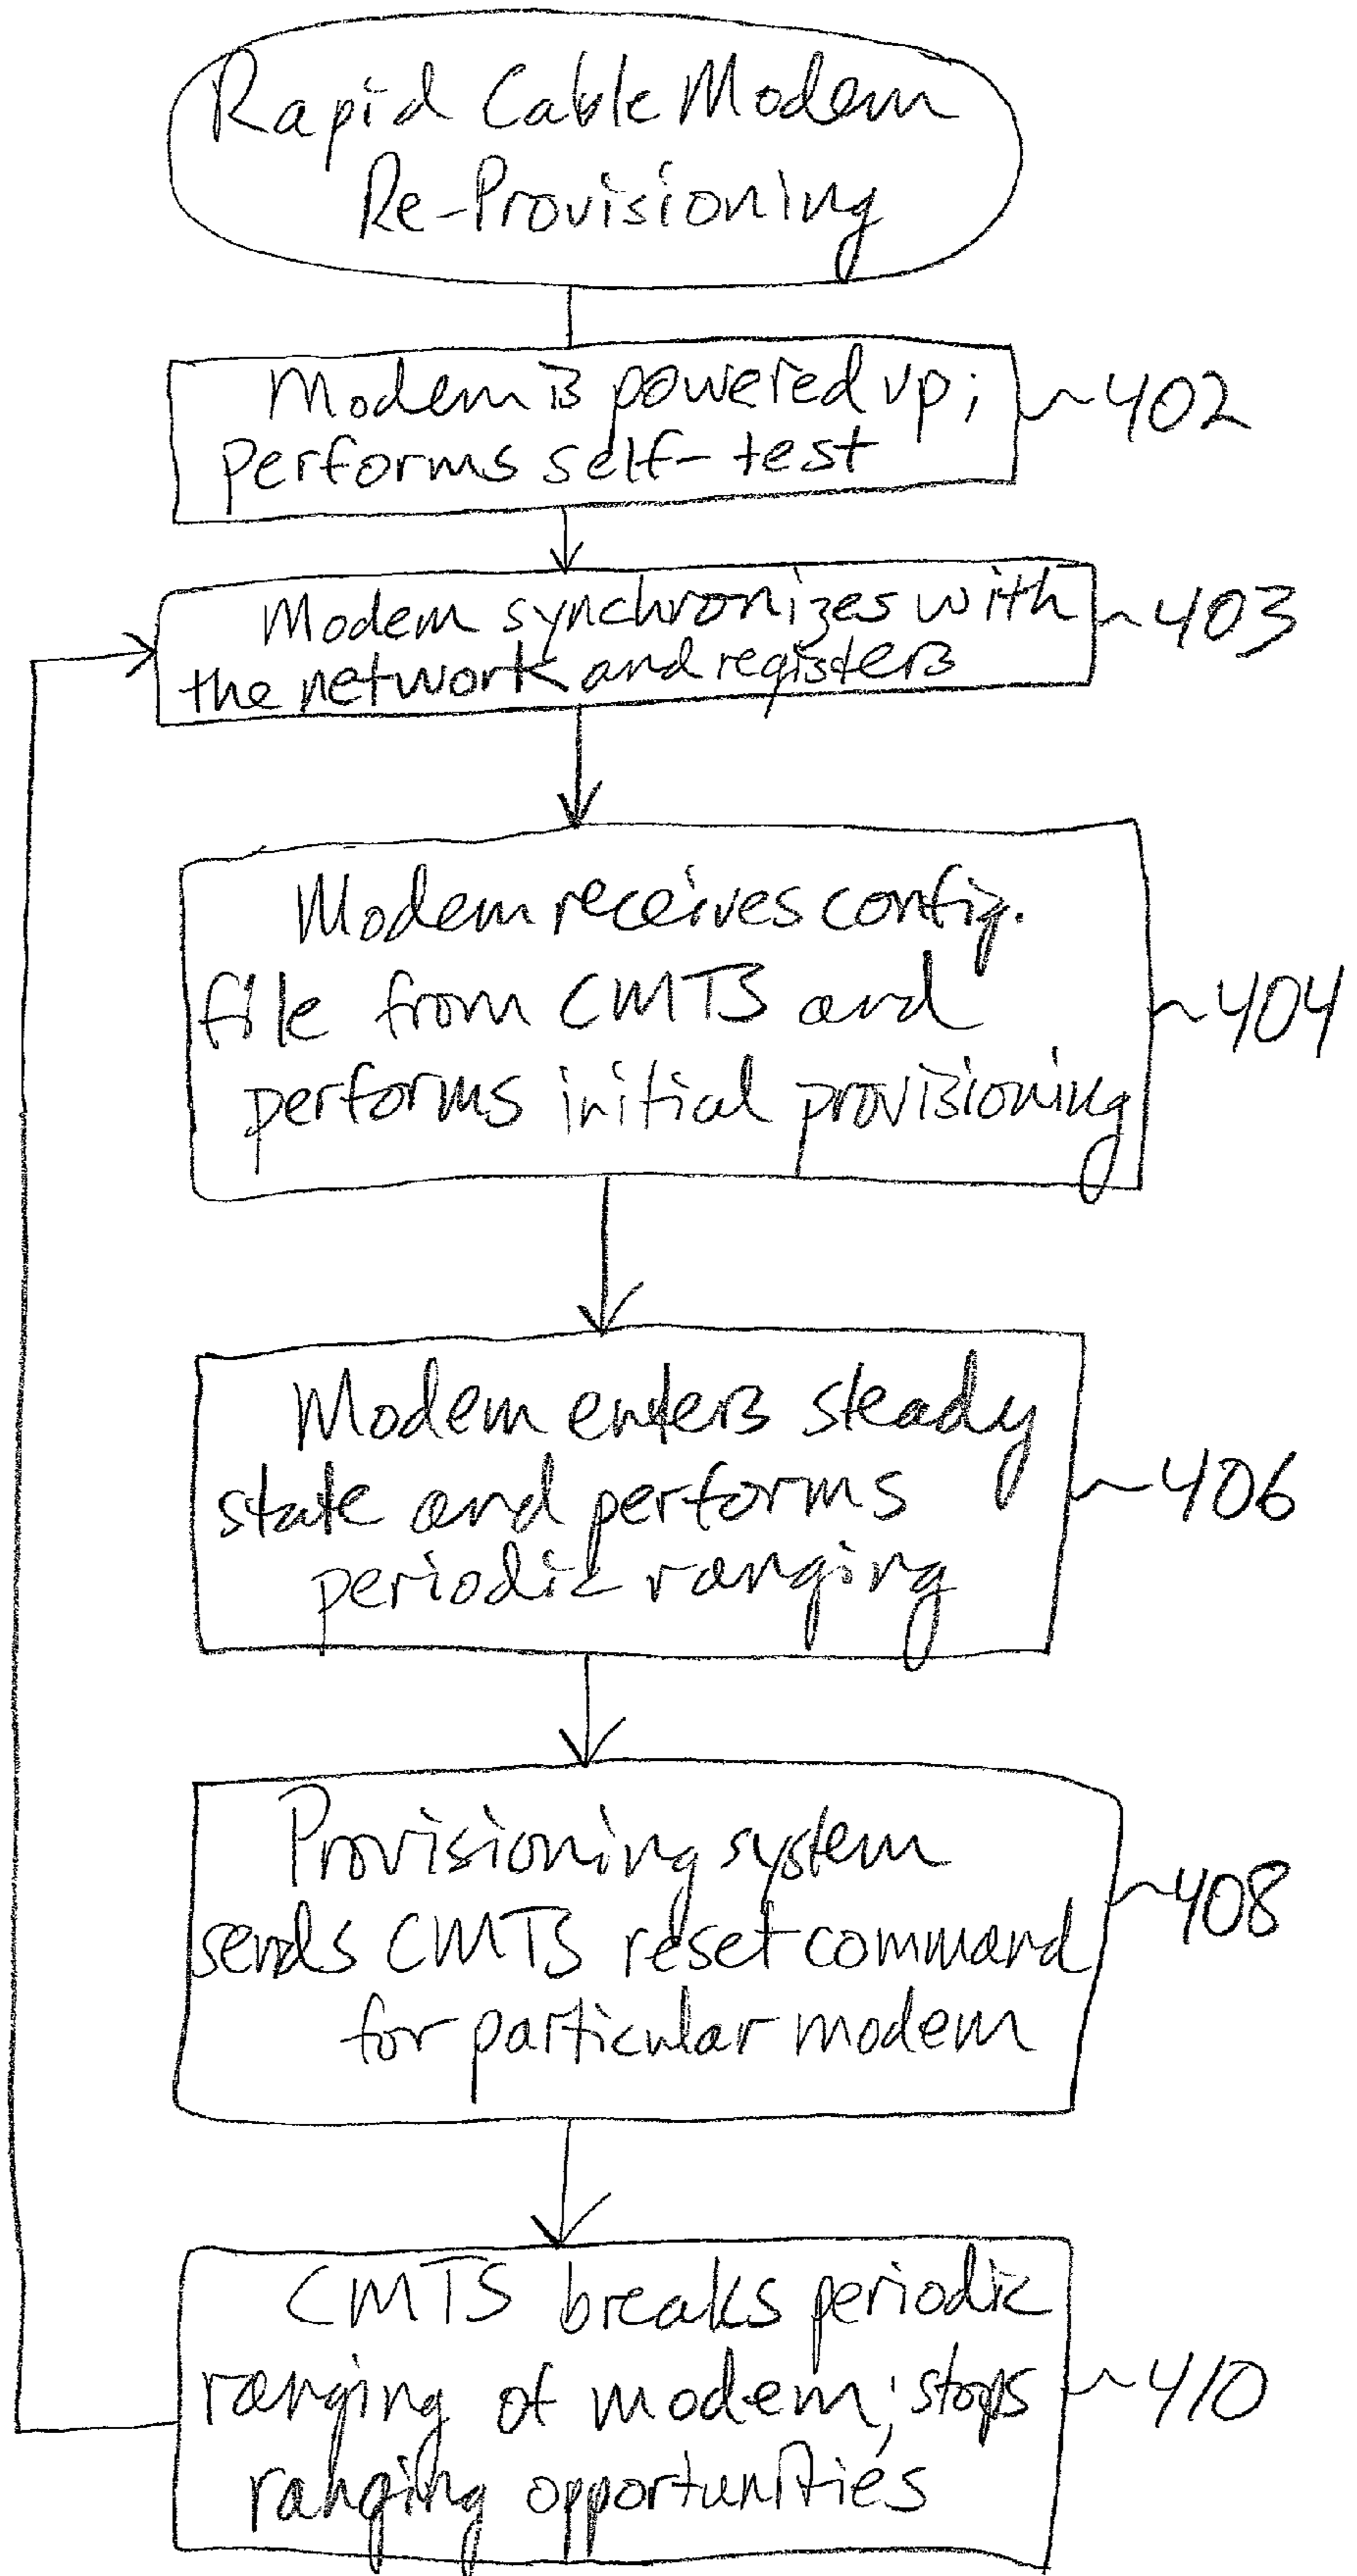 Rapid Cable Modem
Re-Provisioning
Modem is powered up;
performs self-test
~402
Modem synchronizes with
the network and registers
~403
Modem receives config.
file from CMTS and
performs initial provisioning
~404
Modem enters steady
state and performs
periodic ranging
~406
Provisioning system
sends CMTS reset command
for particular modem
~408
CMTS breaks periodic
ranging of modem; stops
ranging opportunities
~410